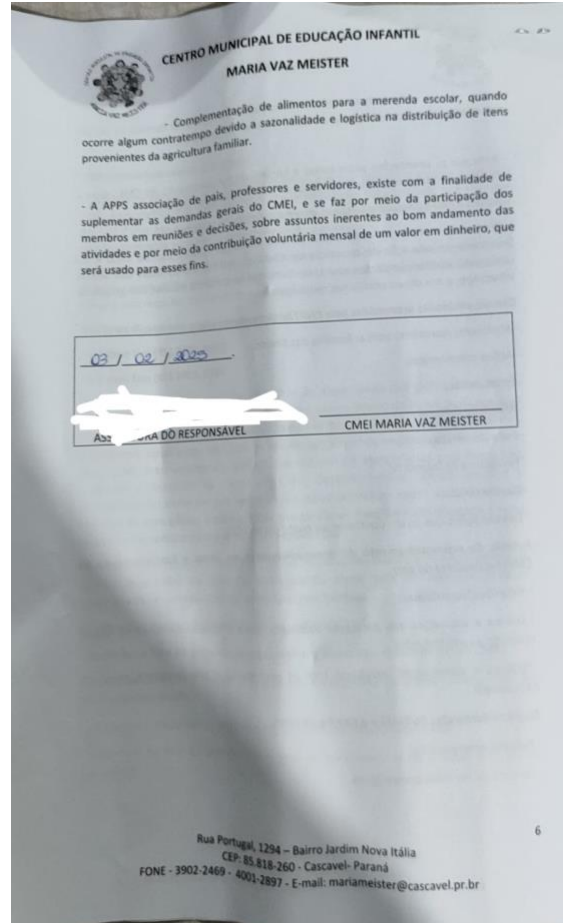 CENTRO MUNICIPAL DE EDUCAÇÃO INFANTIL
MARIA VAZ MEISTER
- Complementação de alimentos para a merenda escolar, quando
ocorre algum contratempo devido a sazonalidade e logística na distribuição de itens
provenientes da agricultura familiar.
- A APPS associação de pais, professores e servidores, existe com a finalidade de
suplementar as demandas gerais do CMEI, e se faz por meio da participação dos
membros em reuniões e decisões, sobre assuntos inerentes ao bom andamento das
atividades e por meio da contribuição voluntária mensal de um valor em dinheiro, que
será usado para esses fins.
03 / 02 / 2025.
DO RESPONSÁVEL
CMEI MARIA VAZ MEISTER
6
Rua Portugal, 1294 – Bairro Jardim Nova Itália
CEP: 85.818-260 - Cascavel- Paraná
FONE - 3902-2469 - 4001-2897 - E-mail: mariameister@cascavel.pr.br